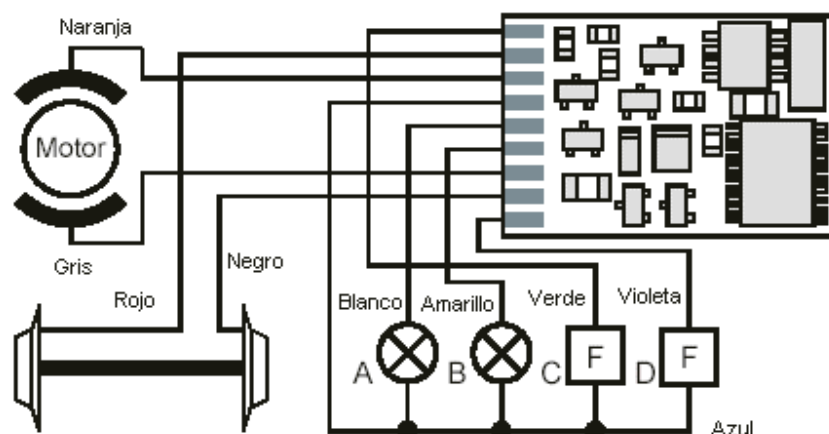 Naranja
Motor
Gris
Rojo
Negro
Blanco
Amarillo
Verde
Violeta
A
B
C
F
D
F
Azul